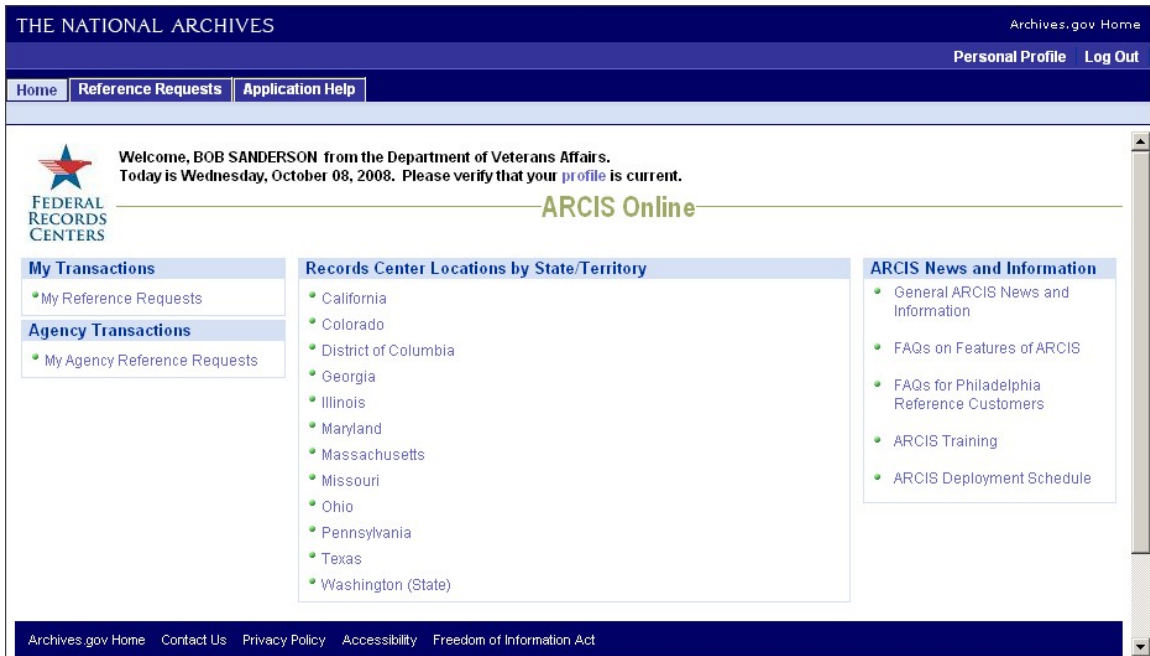 THE NATIONAL ARCHIVES
Archives.gov Home
Personal Profile Log Out
Home Reference Requests Application Help
Welcome, BOB SANDERSON from the Department of Veterans Affairs.
Today is Wednesday, October 08, 2008. Please verify that your profile is current.
FEDERAL
RECORDS
CENTERS
ARCIS Online
My Transactions
My Reference Requests
Agency Transactions
My Agency Reference Requests
Records Center Locations by State/Territory
California
Colorado
District of Columbia
Georgia
Illinois
Maryland
Massachusetts
Missouri
Ohio
Pennsylvania
Texas
Washington (State)
ARCIS News and Information
General ARCIS News and
Information
FAQs on Features of ARCIS
FAQs for Philadelphia
Reference Customers
ARCIS Training
ARCIS Deployment Schedule
Archives.gov Home Contact Us Privacy Policy Accessibility Freedom of Information Act